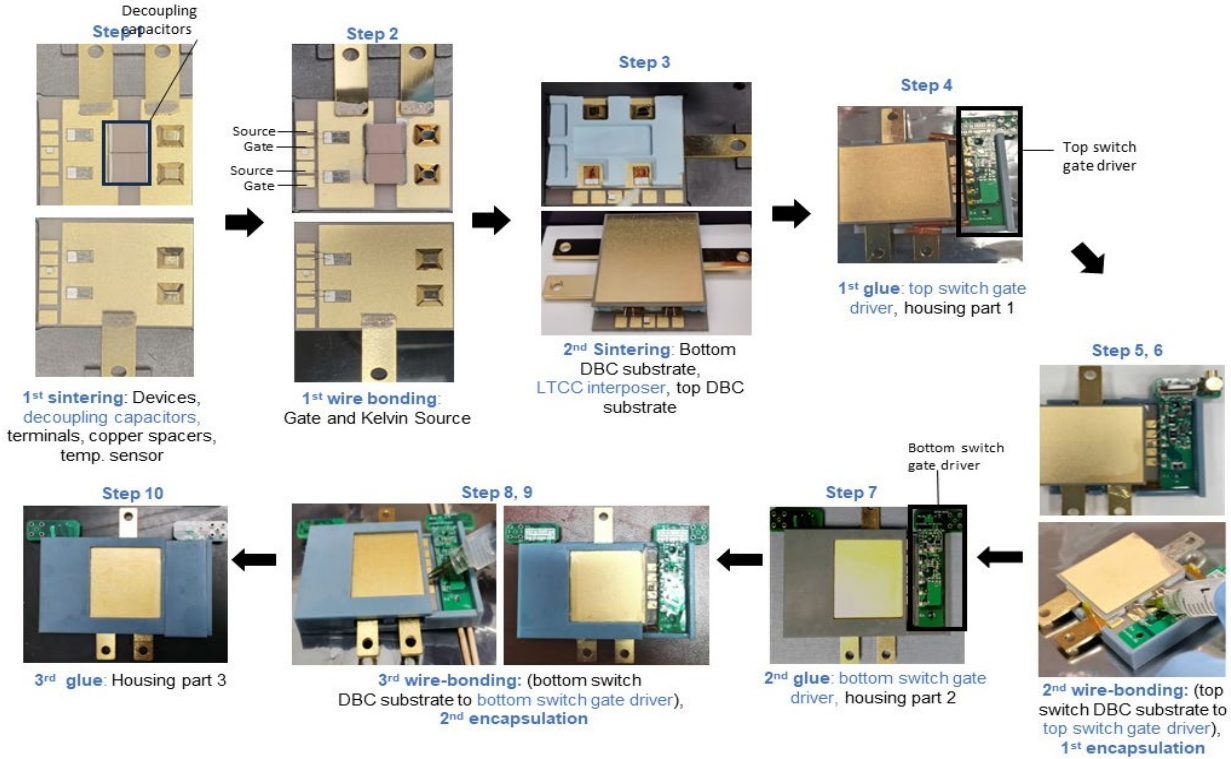 Decoupling
capacitors
Step 1
Step 2
Source
Gate
Source
Gate
Step 3
Step 4
Top switch
gate driver
1st sintering: Devices,
decoupling capacitors,
terminals, copper spacers,
temp. sensor
1st wire bonding:
Gate and Kelvin Source
2nd Sintering: Bottom
DBC substrate,
LTCC interposer, top DBC
substrate
1st glue: top switch gate
driver, housing part 1
Step 5, 6
2nd wire-bonding: (top
switch DBC substrate to
top switch gate driver),
1st encapsulation
Bottom switch
gate driver
Step 7
2nd glue: bottom switch gate
driver, housing part 2
Step 8, 9
3rd wire-bonding: (bottom switch
DBC substrate to bottom switch gate driver),
2nd encapsulation
Step 10
3rd glue: Housing part 3